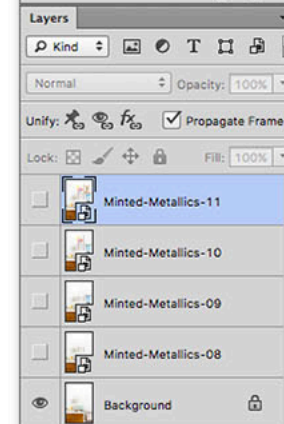 Layers
Kind
Normal Opacity: 100%
Unify: Propagate Frame
Lock: Fill: 100%
Minted-Metallics-11
Minted-Metallics-10
Minted-Metallics-09
Minted-Metallics-08
Background